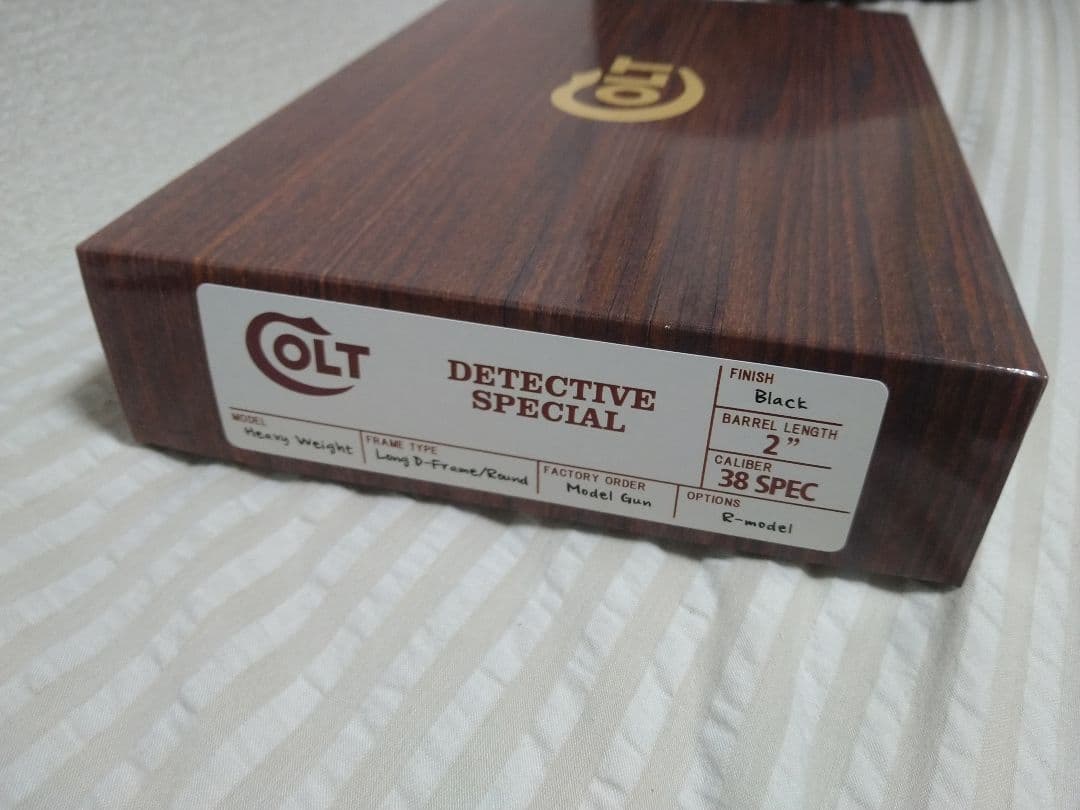 COLT
COLT
DETECTIVE
SPECIAL
FINISH
Black
BARREL LENGTH
2”
CALIBER
38 SPEC
MODEL
Heavy Weight
FRAME TYPE
Long D-Frame/Round
FACTORY ORDER
Model Gun
OPTIONS
R-model